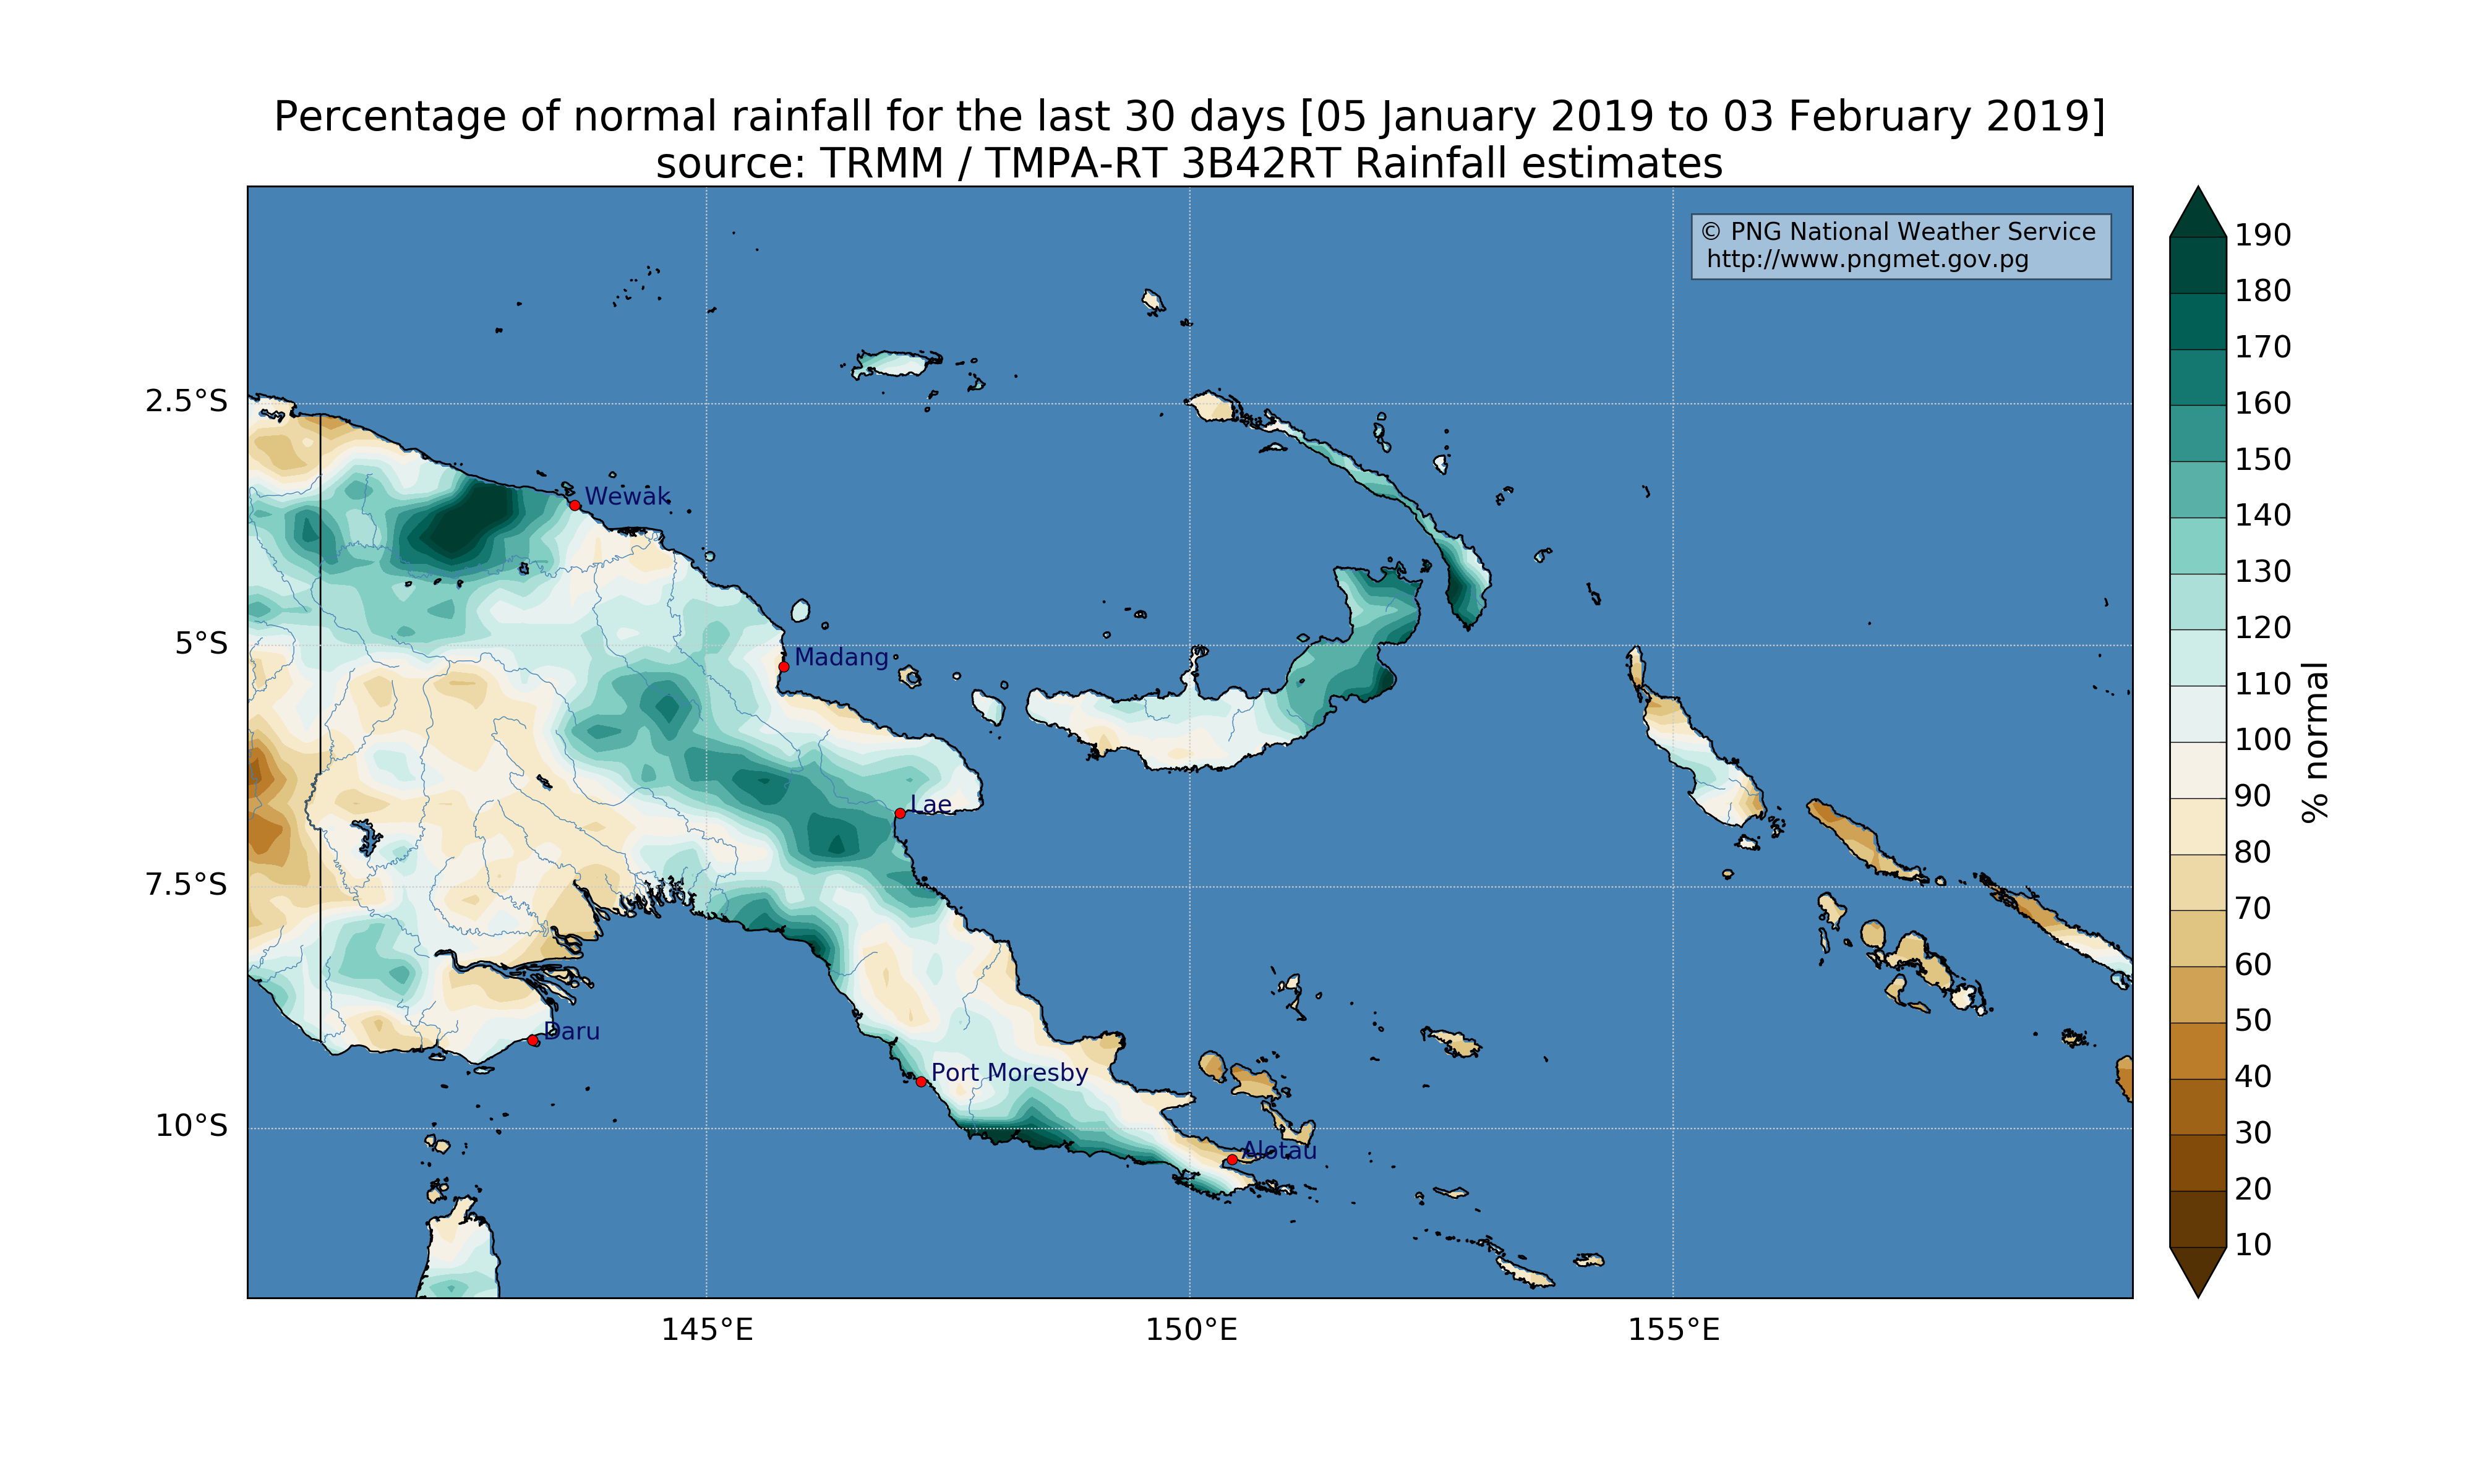 Percentage of normal rainfall for the last 30 days [05 January 2019 to 03 February 2019]
source: TRMM / TMPA-RT 3B42RT Rainfall estimates
© PNG National Weather Service
http://www.pngmet.gov.pg
190
180
170
160
150
140
130
120
110
100
90
80
70
60
50
40
30
20
10
% normal
2.5°S
5°S
7.5°S
10°S
Wewak
Madang
Lae
Daru
Port Moresby
Alotau
145°E
150°E
155°E